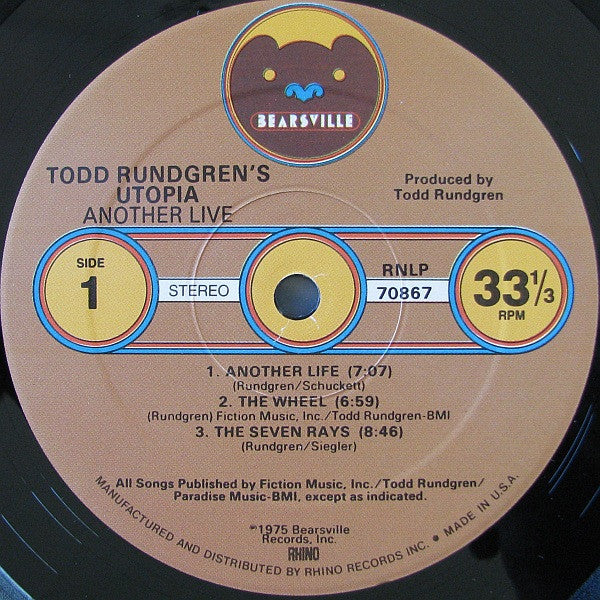 BEARSVILLE
TODD RUNDGREN'S
UTOPIA
ANOTHER LIVE
Produced by
Todd Rundgren
SIDE
1
STEREO
RNLP
70867
33⅓
RPM
1. ANOTHER LIFE (7:07)
(Rundgren/Schuckett)
2. THE WHEEL (6:59)
(Rundgren) Fiction Music, Inc./Todd Rundgren-BMI
3. THE SEVEN RAYS (8:46)
(Rundgren/Siegler)
All Songs Published by Fiction Music, Inc./Todd Rundgren/
Paradise Music-BMI, except as indicated.
℗1975 Bearsville
Records, Inc.
RHINO
MANUFACTURED AND DISTRIBUTED BY RHINO RECORDS INC. • MADE IN U.S.A.